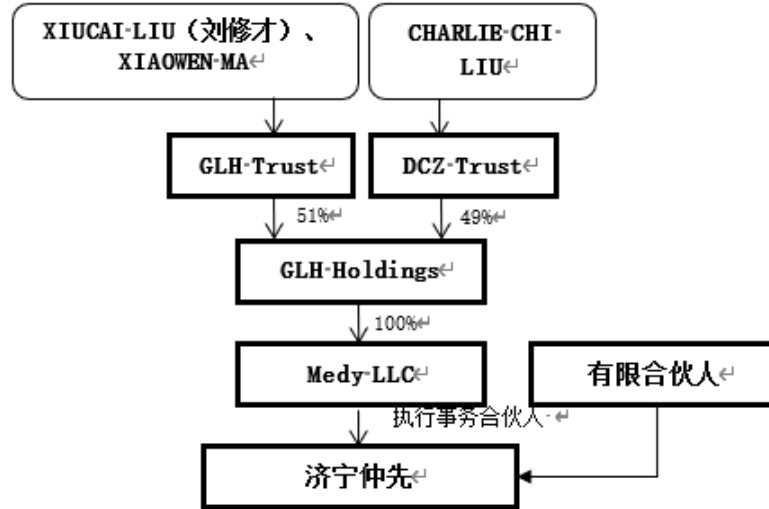 XIUCAI·LIU（刘修才）、
XIAOWEN·MA↵
CHARLIE·CHI·
LIU↵
GLH·Trust↵
DCZ·Trust↵
51%↵
49%↵
GLH·Holdings↵
100%↵
Medy·LLC↵
有限合伙人↵
执行事务合伙人·↵
济宁仲先↵